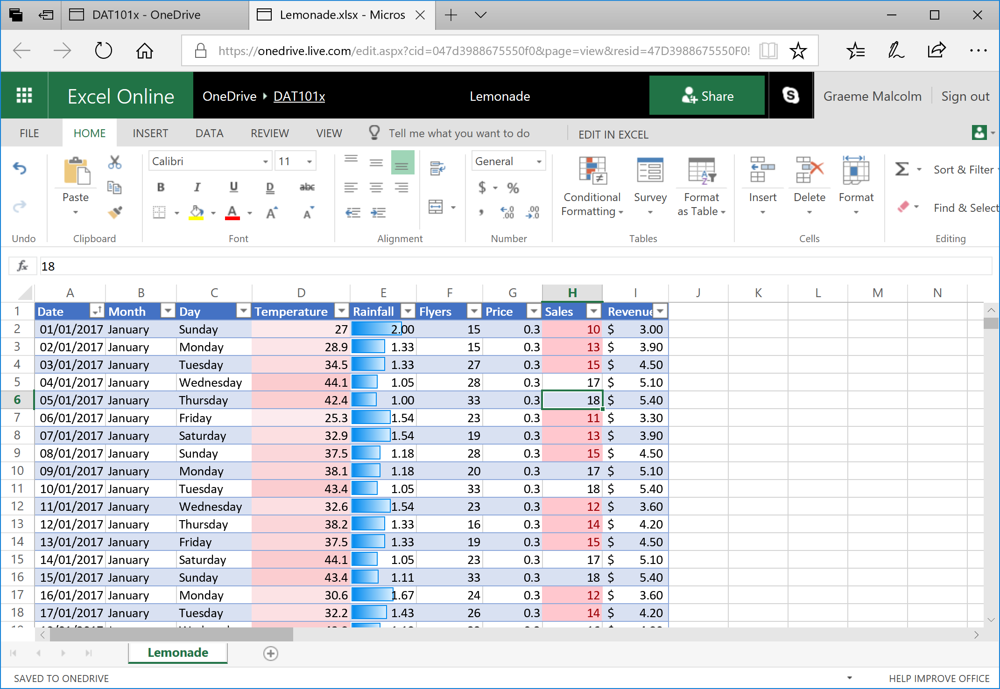 DAT101x - OneDrive
Lemonade.xlsx - Micros
https://onedrive.live.com/edit.aspx?cid=047d3988675550f0&page=view&resid=47D3988675550F0!
Excel Online OneDrive DAT101x Lemonade Share Graeme Malcolm Sign out
FILE HOME INSERT DATA REVIEW VIEW Tell me what you want to do EDIT IN EXCEL
Calibri 11 General Sort & Filter
B I U D abc $ %
Paste Conditional Formatting Survey Format as Table Insert Delete Format Find & Select
Undo Clipboard Font Alignment Number Tables Cells Editing
fx 18
A B C D E F G H I J K L M N
1 Date Month Day Temperature Rainfall Flyers Price Sales Revenue
2 01/01/2017 January Sunday 27 2.00 15 0.3 10 $ 3.00
3 02/01/2017 January Monday 28.9 1.33 15 0.3 13 $ 3.90
4 03/01/2017 January Tuesday 34.5 1.33 27 0.3 15 $ 4.50
5 04/01/2017 January Wednesday 44.1 1.05 28 0.3 17 $ 5.10
6 05/01/2017 January Thursday 42.4 1.00 33 0.3 18 $ 5.40
7 06/01/2017 January Friday 25.3 1.54 23 0.3 11 $ 3.30
8 07/01/2017 January Saturday 32.9 1.54 19 0.3 13 $ 3.90
9 08/01/2017 January Sunday 37.5 1.18 28 0.3 15 $ 4.50
10 09/01/2017 January Monday 38.1 1.18 20 0.3 17 $ 5.10
11 10/01/2017 January Tuesday 43.4 1.05 33 0.3 18 $ 5.40
12 11/01/2017 January Wednesday 32.6 1.54 23 0.3 12 $ 3.60
13 12/01/2017 January Thursday 38.2 1.33 16 0.3 14 $ 4.20
14 13/01/2017 January Friday 37.5 1.33 19 0.3 15 $ 4.50
15 14/01/2017 January Saturday 44.1 1.05 23 0.3 17 $ 5.10
16 15/01/2017 January Sunday 43.4 1.11 33 0.3 18 $ 5.40
17 16/01/2017 January Monday 30.6 1.67 24 0.3 12 $ 3.60
18 17/01/2017 January Tuesday 32.2 1.43 26 0.3 14 $ 4.20
Lemonade
SAVED TO ONEDRIVE HELP IMPROVE OFFICE